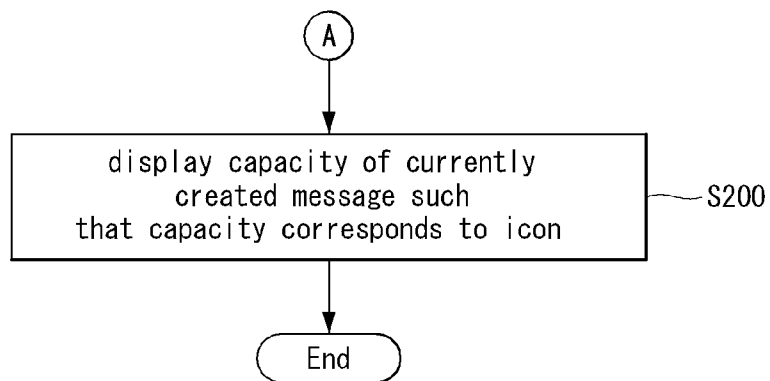 A
display capacity of currently
created message such
that capacity corresponds to icon
S200
End